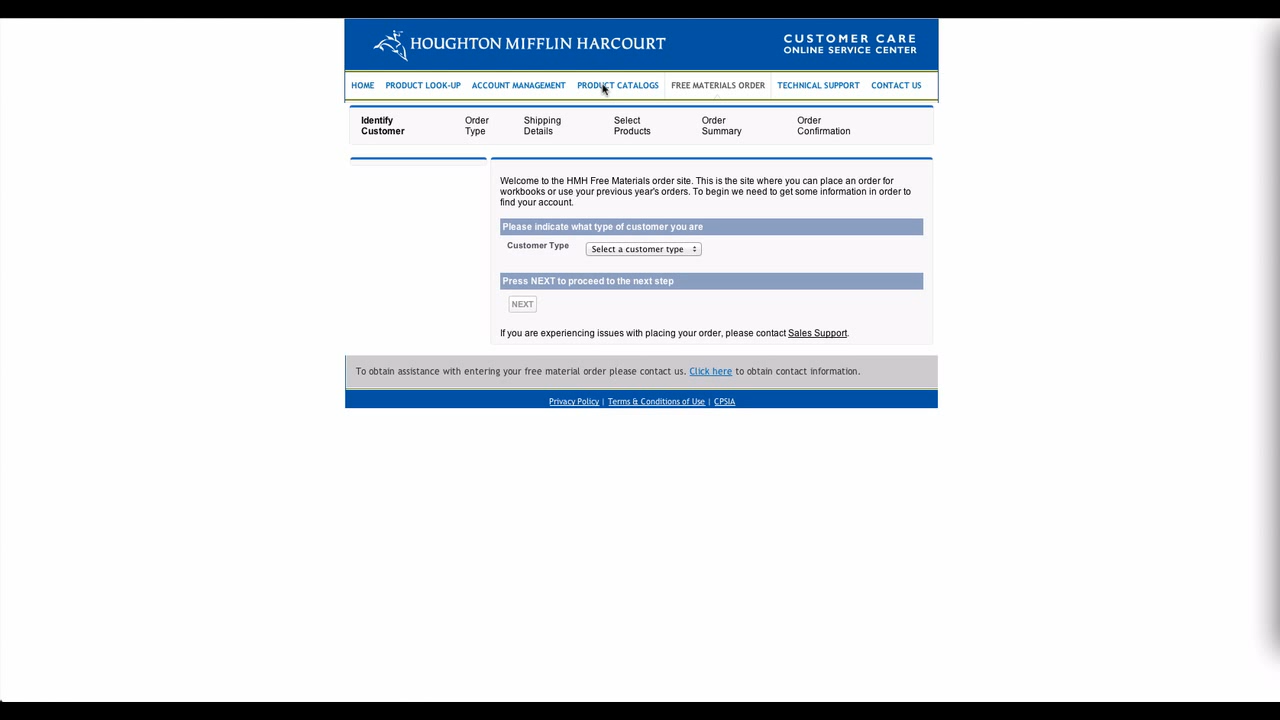 HOUGHTON MIFFLIN HARCOURT
CUSTOMER CARE
ONLINE SERVICE CENTER
HOME PRODUCT LOOK-UP ACCOUNT MANAGEMENT PRODUCT CATALOGS FREE MATERIALS ORDER TECHNICAL SUPPORT CONTACT US
Identify Customer
Order Type
Shipping Details
Select Products
Order Summary
Order Confirmation
Welcome to the HMH Free Materials order site. This is the site where you can place an order for
workbooks or use your previous year's orders. To begin we need to get some information in order to
find your account.
Please indicate what type of customer you are
Customer Type Select a customer type
Press NEXT to proceed to the next step
NEXT
If you are experiencing issues with placing your order, please contact Sales Support.
To obtain assistance with entering your free material order please contact us. Click here to obtain contact information.
Privacy Policy | Terms & Conditions of Use | CPSIA